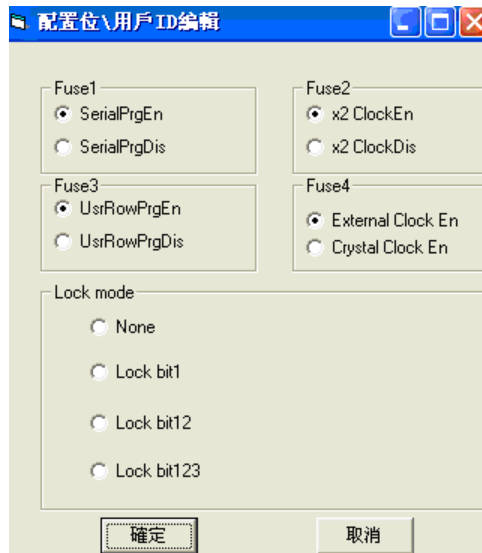 配置位\用戶ID編輯
Fuse1
SerialPrgEn
SerialPrgDis
Fuse2
x2 ClockEn
x2 ClockDis
Fuse3
UsrRowPrgEn
UsrRowPrgDis
Fuse4
External Clock En
Crystal Clock En
Lock mode
None
Lock bit1
Lock bit12
Lock bit123
確定
取消